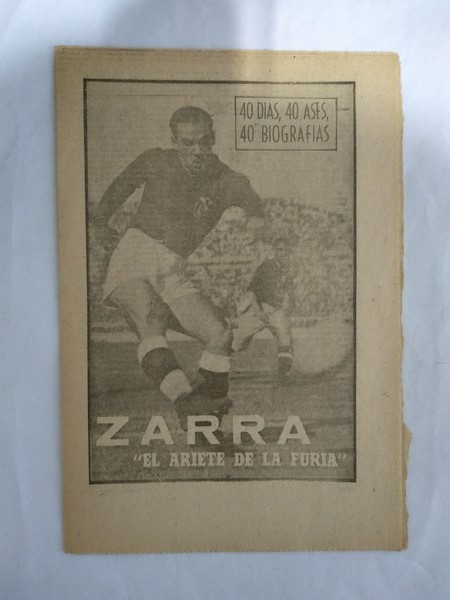 40 DIAS, 40 ASES,
40 BIOGRAFIAS
ZARRA
"EL ARIETE DE LA FURIA"